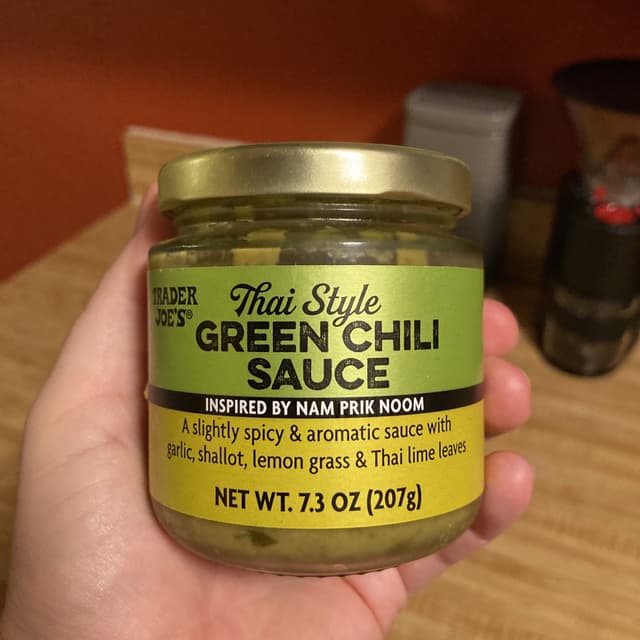 TRADER
JOE'S®
Thai Style
GREEN CHILI
SAUCE
INSPIRED BY NAM PRIK NOOM
A slightly spicy & aromatic sauce with
garlic, shallot, lemon grass & Thai lime leaves
NET WT. 7.3 OZ (207g)